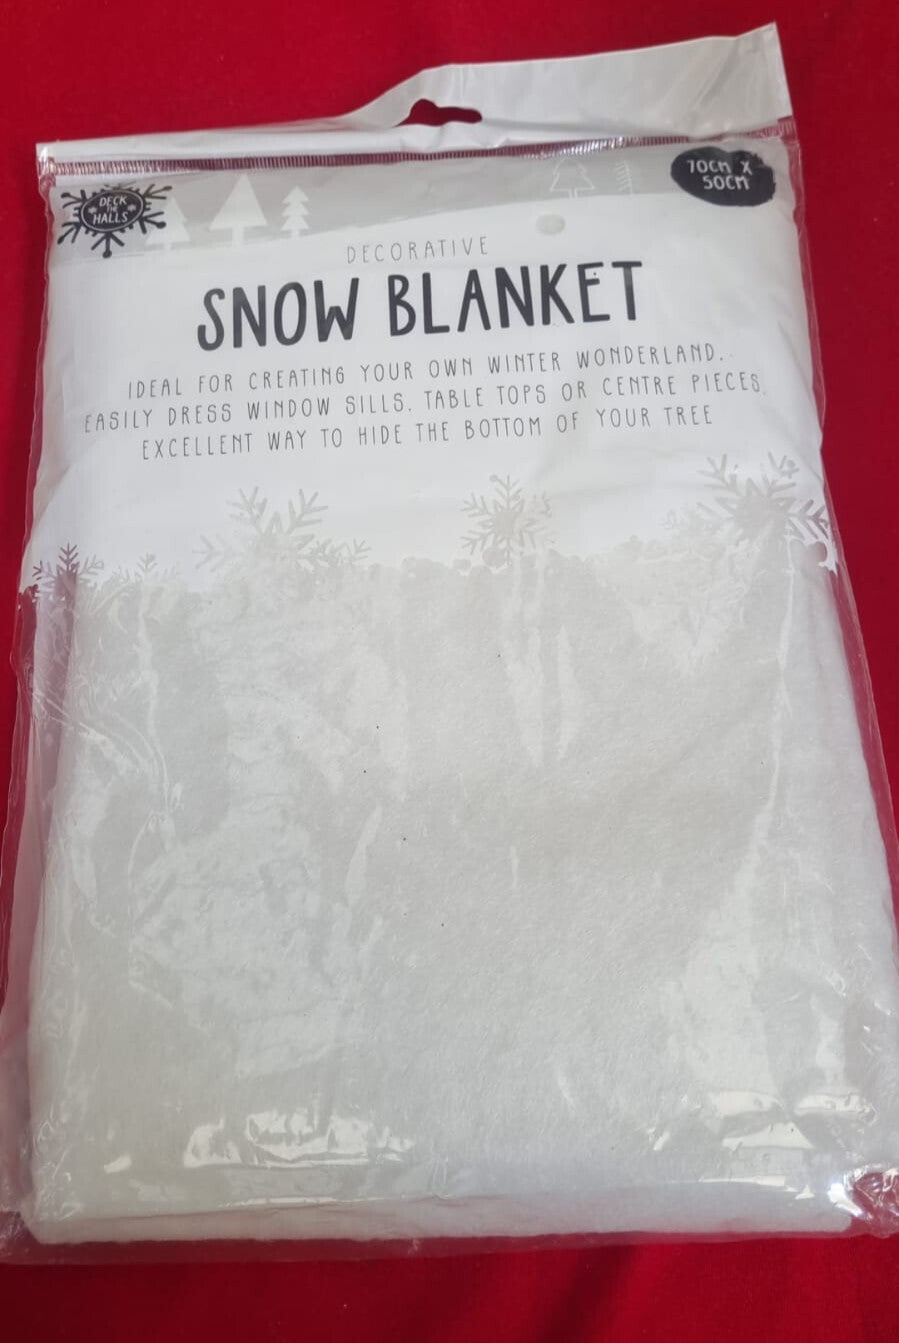 DECK
THE
HALLS
70CM X
50CM
DECORATIVE
SNOW BLANKET
IDEAL FOR CREATING YOUR OWN WINTER WONDERLAND.
EASILY DRESS WINDOW SILLS, TABLE TOPS OR CENTRE PIECES.
EXCELLENT WAY TO HIDE THE BOTTOM OF YOUR TREE